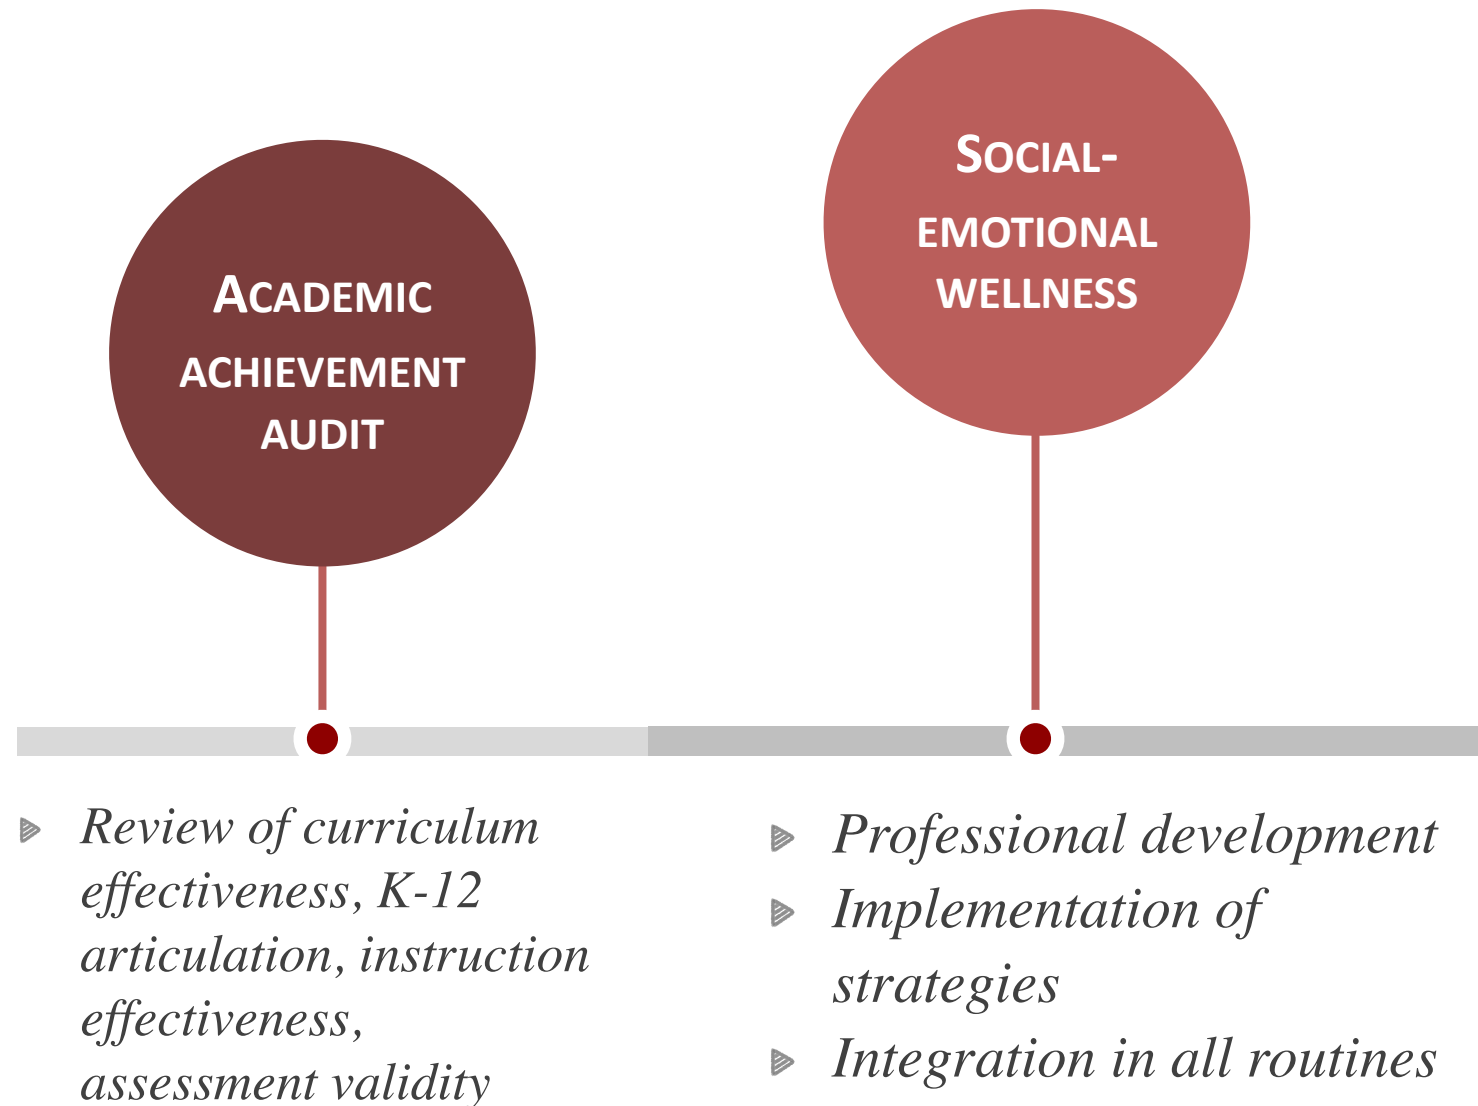 ACADEMIC
ACHIEVEMENT
AUDIT
SOCIAL-
EMOTIONAL
WELLNESS
Review of curriculum
effectiveness, K-12
articulation, instruction
effectiveness,
assessment validity
Professional development
Implementation of
strategies
Integration in all routines